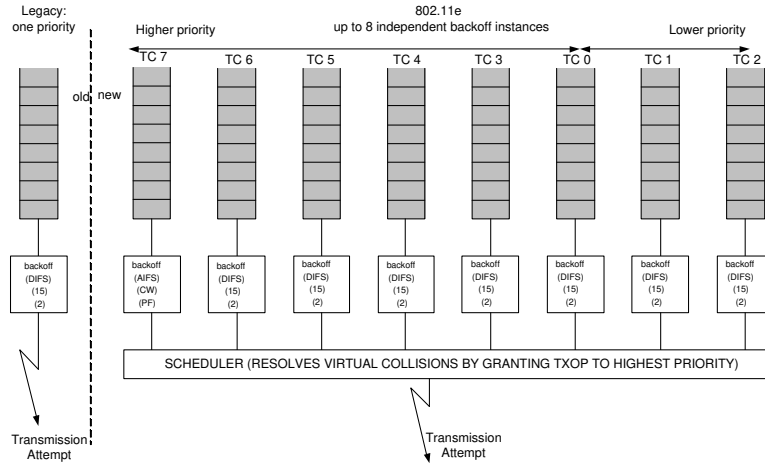 Legacy:
one priority
802.11e
up to 8 independent backoff instances
Higher priority
Lower priority
TC 7
TC 6
TC 5
TC 4
TC 3
TC 0
TC 1
TC 2
old
new
backoff
(DIFS)
(15)
(2)
backoff
(AIFS)
(CW)
(PF)
backoff
(DIFS)
(15)
(2)
backoff
(DIFS)
(15)
(2)
backoff
(DIFS)
(15)
(2)
backoff
(DIFS)
(15)
(2)
backoff
(DIFS)
(15)
(2)
backoff
(DIFS)
(15)
(2)
backoff
(DIFS)
(15)
(2)
SCHEDULER (RESOLVES VIRTUAL COLLISIONS BY GRANTING TXOP TO HIGHEST PRIORITY)
Transmission
Attempt
Transmission
Attempt